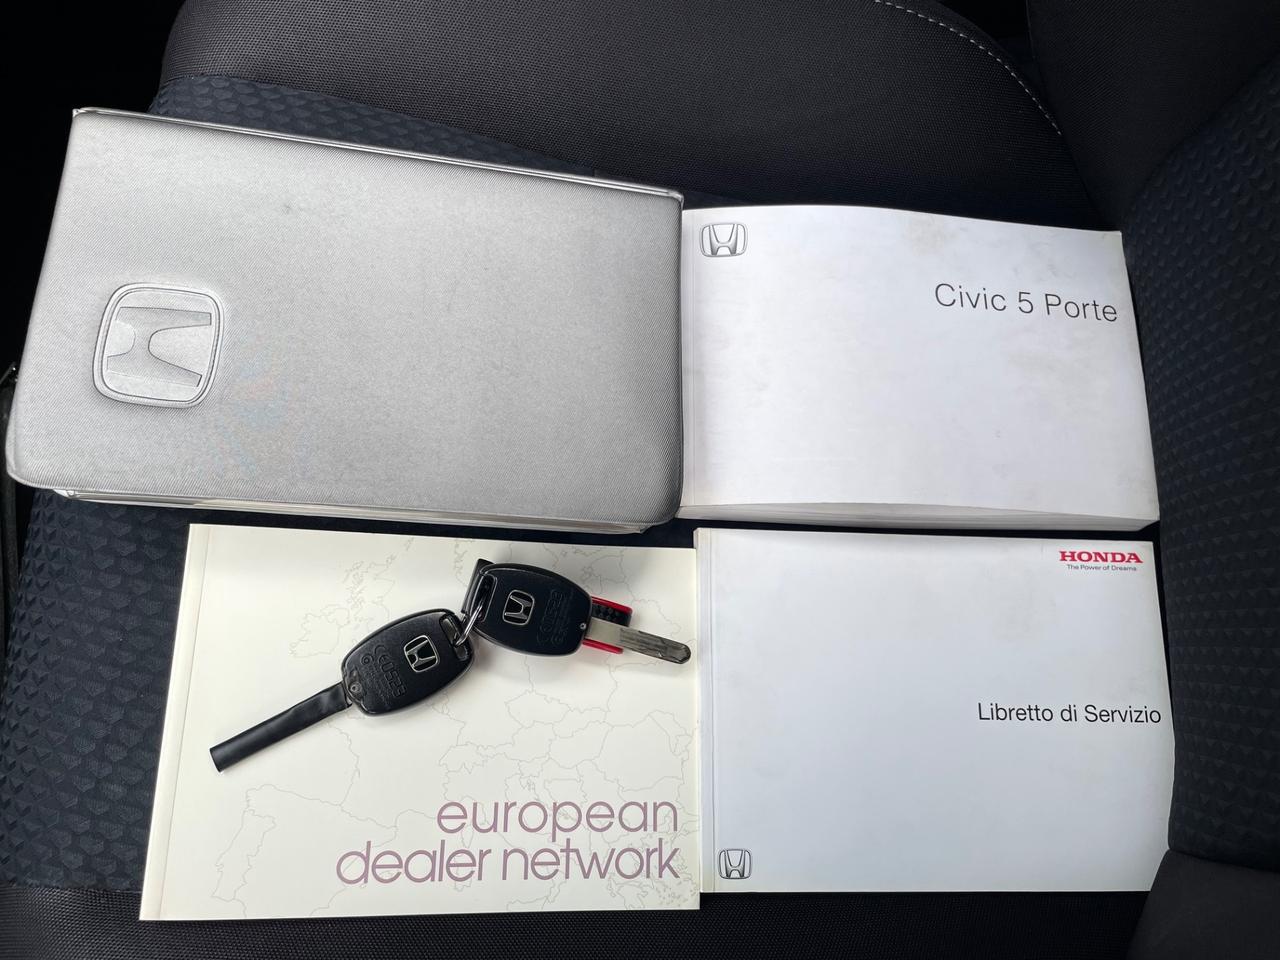 Civic 5 Porte
HONDA
The Power of Dreams
Libretto di Servizio
european
dealer network